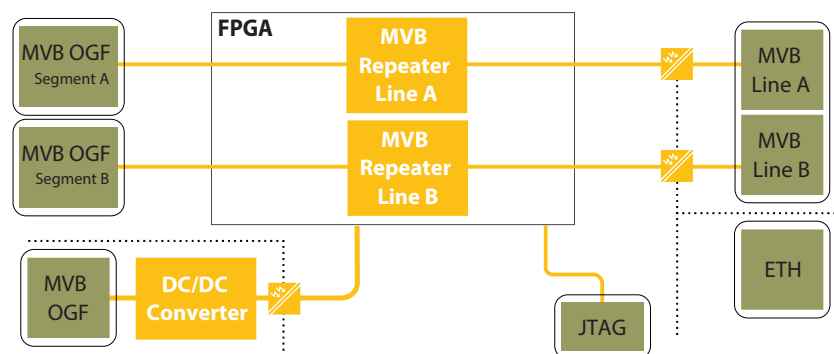 FPGA
MVB OGF
Segment A
MVB
Repeater
Line A
MVB
Line A
MVB OGF
Segment B
MVB
Repeater
Line B
MVB
Line B
MVB
OGF
DC/DC
Converter
JTAG
ETH